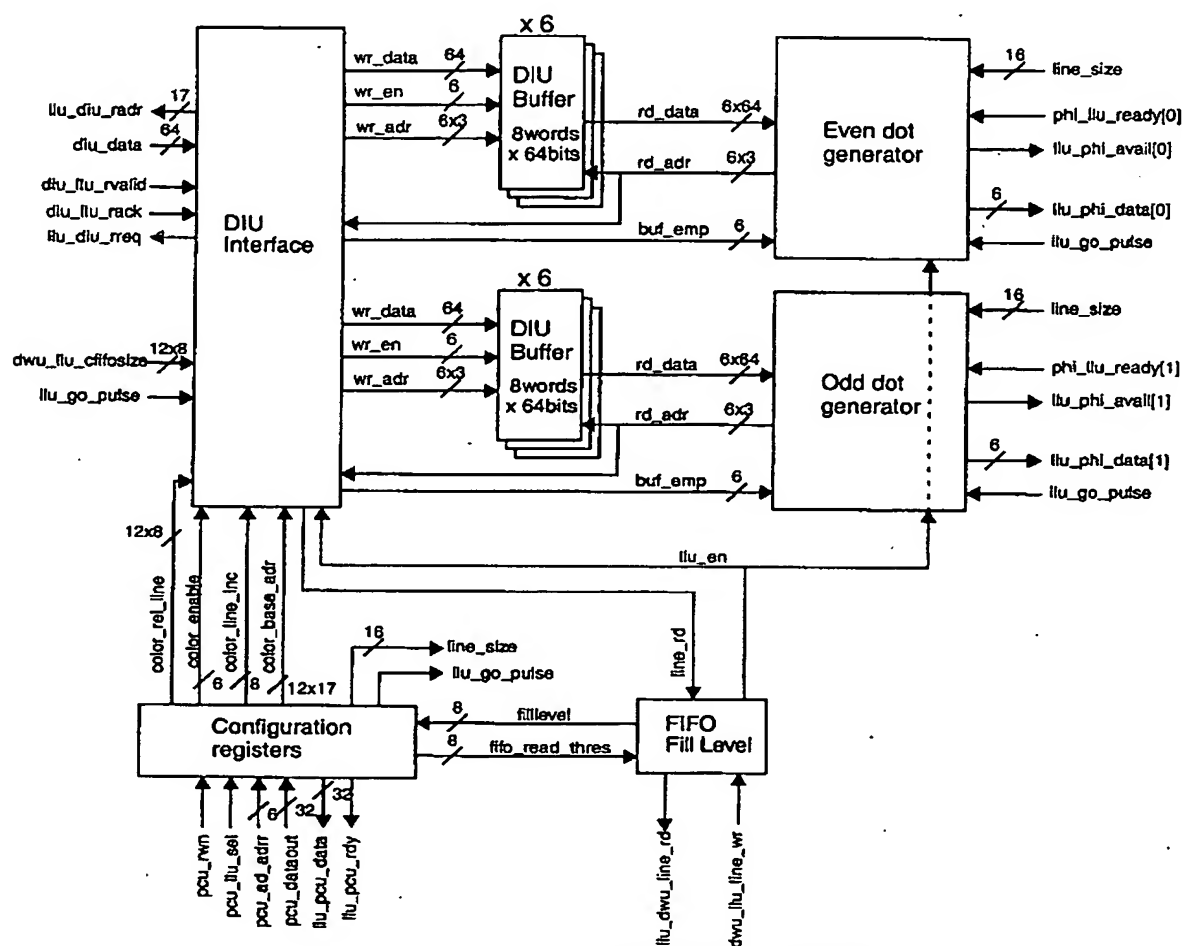 x 6
wr_data
64
wr_en
6
wr_adr
6x3
DIU
Buffer
8words
x 64bits
rd_data
6x64
rd_adr
6x3
buf_emp
6
Even dot
generator
16
line_size
phi_llu_ready[0]
llu_phi_avail[0]
6
llu_phi_data[0]
llu_go_pulse
17
llu_diu_radr
64
diu_data
diu_llu_rvalid
diu_llu_rack
llu_diu_rreq
DIU
Interface
12x8
dwu_llu_cfifosize
llu_go_pulse
x 6
wr_data
64
wr_en
6
wr_adr
6x3
DIU
Buffer
8words
x 64bits
rd_data
6x64
rd_adr
6x3
buf_emp
6
Odd dot
generator
16
line_size
phi_llu_ready[1]
llu_phi_avail[1]
6
llu_phi_data[1]
llu_go_pulse
12x8
color_rel_line
color_enable
6
color_line_inc
8
color_base_adr
12x17
llu_en
line_rd
16
line_size
llu_go_pulse
Configuration
registers
8
filllevel
8
fifo_read_thres
FIFO
Fill Level
pcu_rwn
pcu_llu_sel
pcu_ad_adrr
6
pcu_dataout
32
llu_pcu_data
32
llu_pcu_rdy
llu_dwu_line_rd
dwu_llu_line_wr